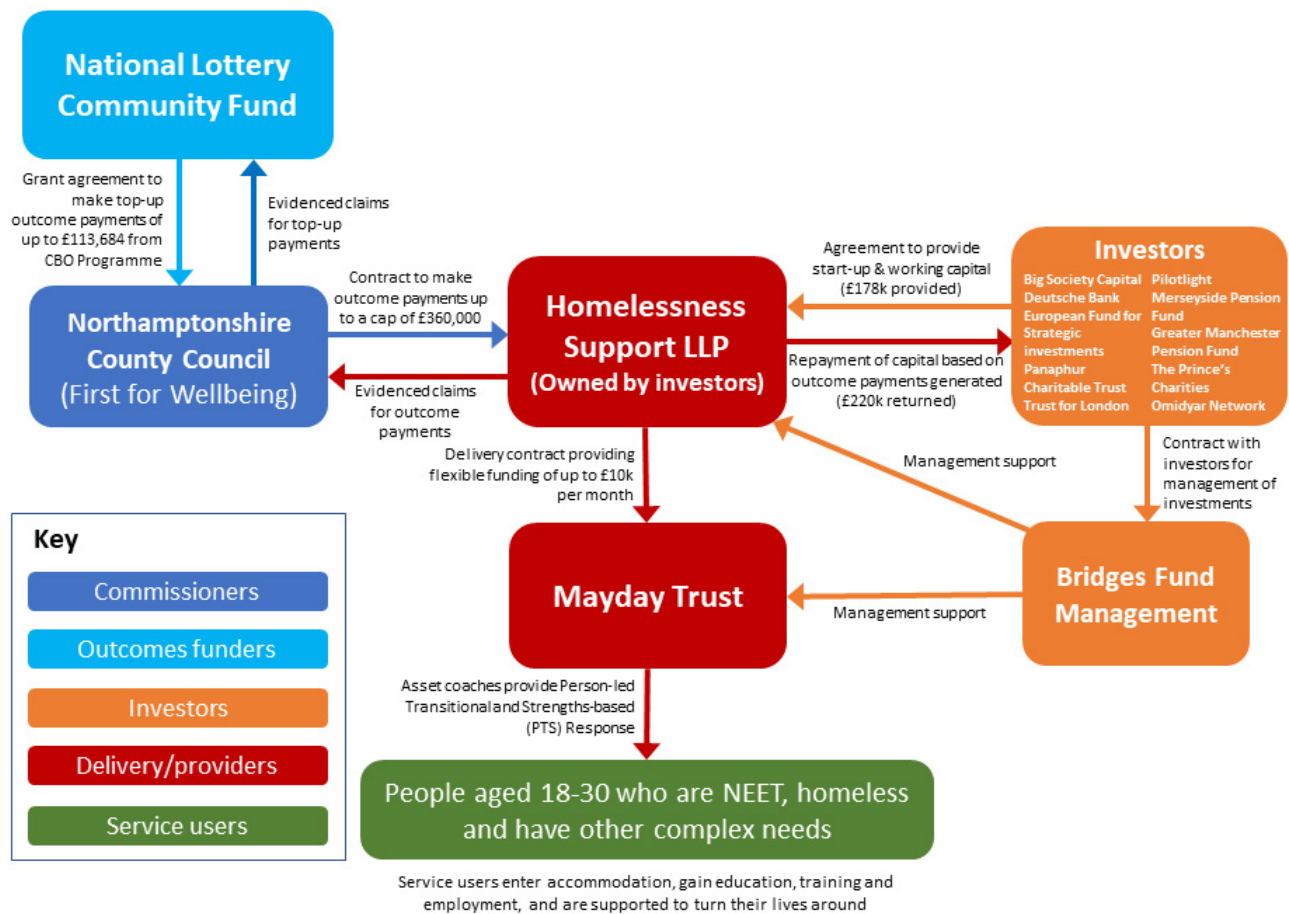 National Lottery
Community Fund
Grant agreement to
make top-up
outcome payments of
up to £113,684 from
CBO Programme
Evidenced claims
for top-up
payments
Northamptonshire
County Council
(First for Wellbeing)
Contract to make
outcome payments up
to a cap of £360,000
Evidenced claims
for outcome
payments
Homelessness
Support LLP
(Owned by investors)
Agreement to provide
start-up & working capital
(£178k provided)
Repayment of capital based on
outcome payments generated
(£220k returned)
Investors
Big Society Capital
Deutsche Bank
European Fund for
Strategic
investments
Panaphur
Charitable Trust
Trust for London
Pilotlight
Merseyside Pension
Fund
Greater Manchester
Pension Fund
The Prince's
Charities
Omidyar Network
Delivery contract providing
flexible funding of up to £10k
per month
Management support
Contract with
investors for
management of
investments
Mayday Trust
Management support
Bridges Fund
Management
Asset coaches provide Person-led
Transitional and Strengths-based
(PTS) Response
People aged 18-30 who are NEET, homeless
and have other complex needs
Service users enter accommodation, gain education, training and
employment, and are supported to turn their lives around
Key
Commissioners
Outcomes funders
Investors
Delivery/providers
Service users